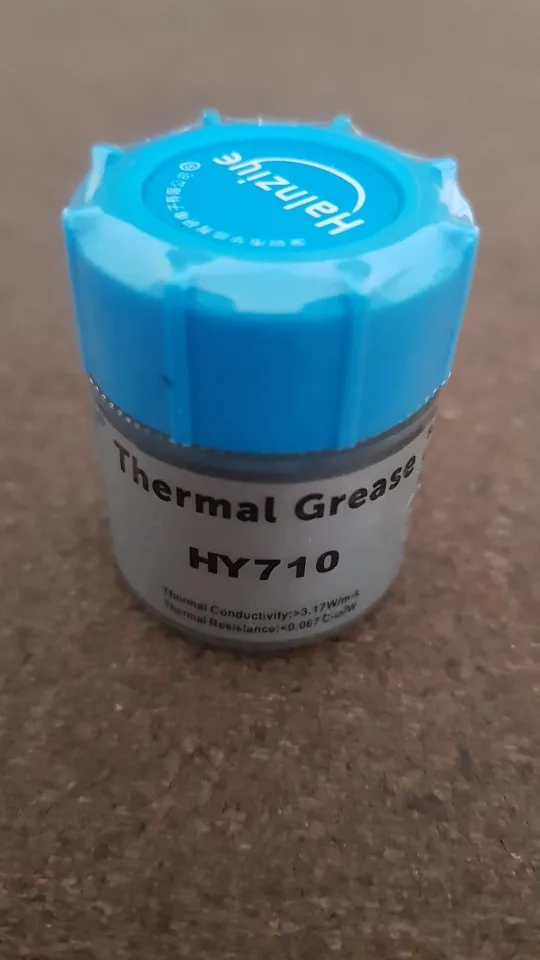 Halnziye
®
Thermal Grease
HY710
Thermal Conductivity:>3.17W/m-k
Thermal Resistance:<0.067℃-in²/W